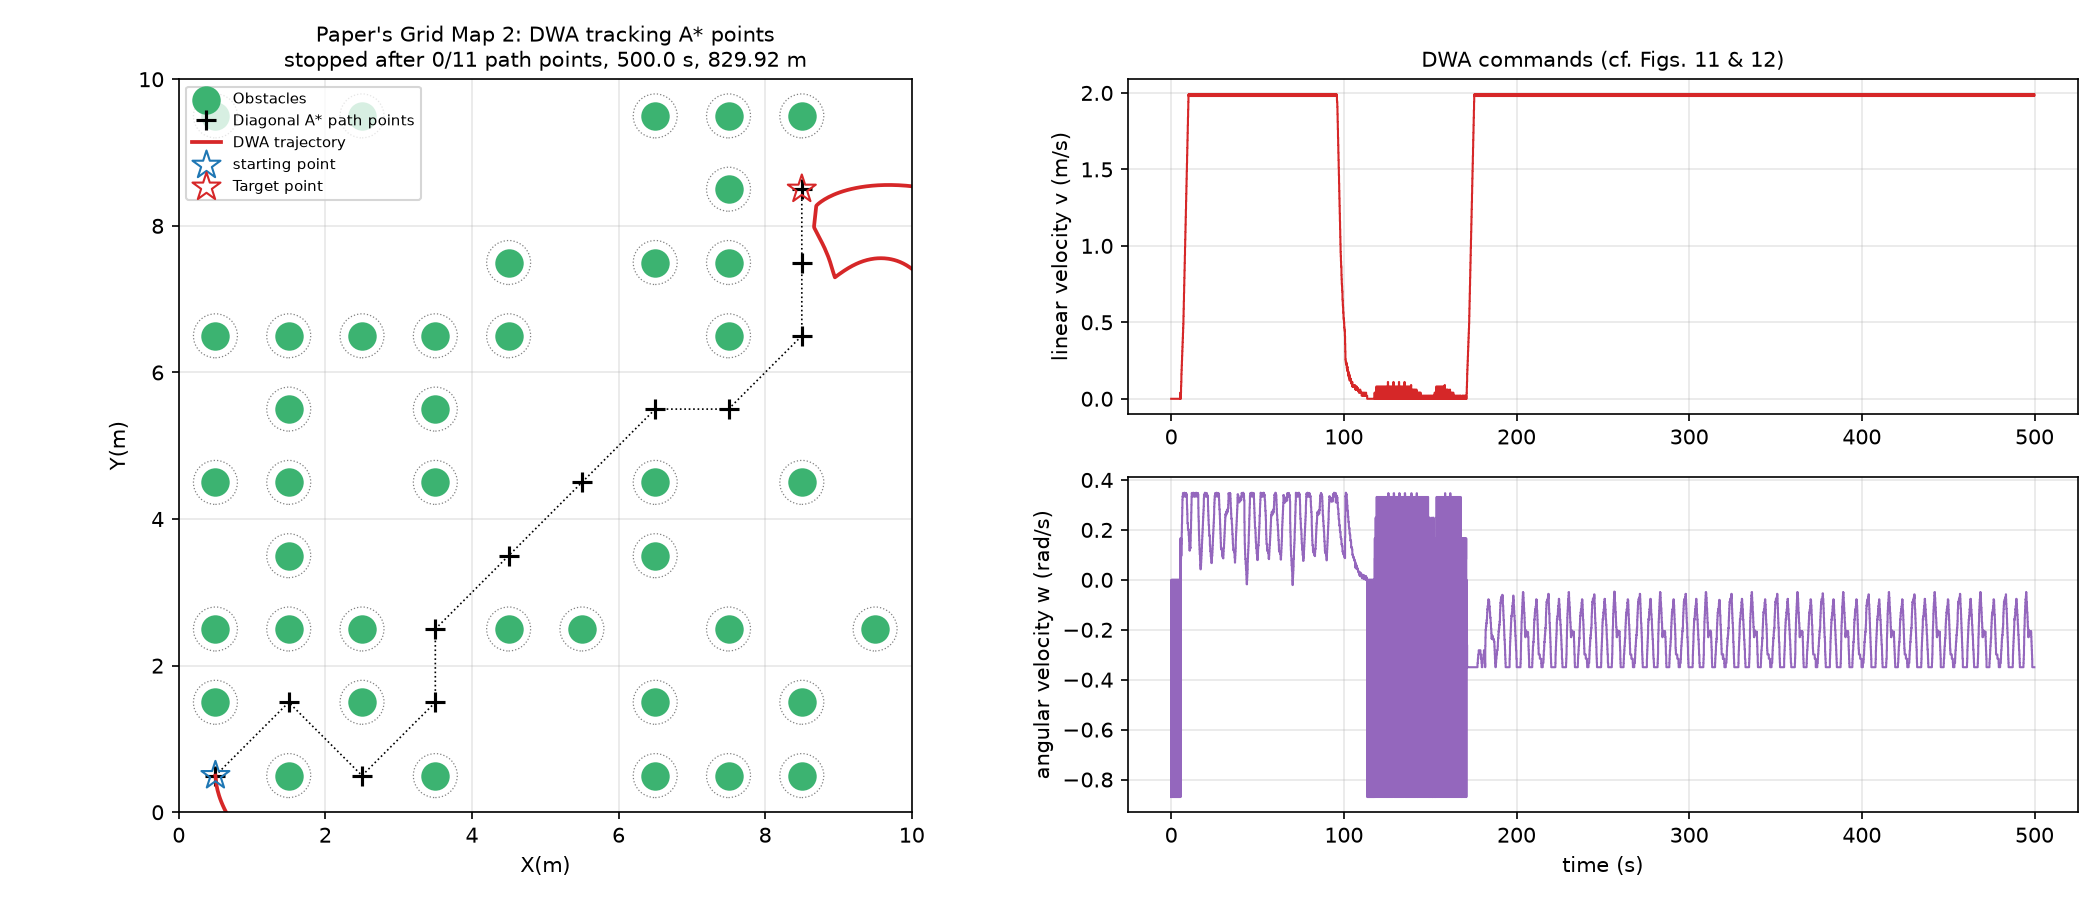 Paper's Grid Map 2: DWA tracking A* points
stopped after 0/11 path points, 500.0 s, 829.92 m
Obstacles
Diagonal A* path points
DWA trajectory
starting point
Target point
10
8
6
4
2
0
Y(m)
0 2 4 6 8 10
X(m)
DWA commands (cf. Figs. 11 & 12)
2.0
1.5
1.0
0.5
0.0
linear velocity v (m/s)
0 100 200 300 400 500
0.4
0.2
0.0
−0.2
−0.4
−0.6
−0.8
angular velocity w (rad/s)
0 100 200 300 400 500
time (s)